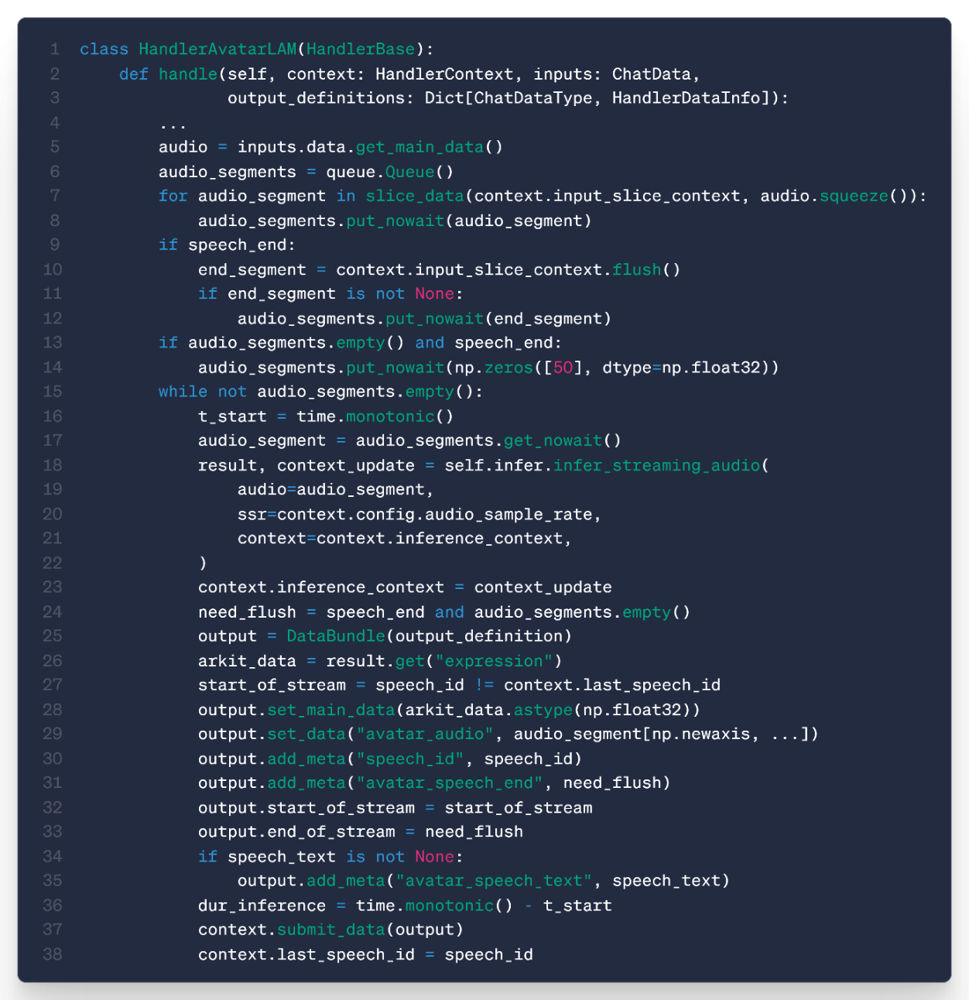 1 class HandlerAvatarLAM(HandlerBase):
2     def handle(self, context: HandlerContext, inputs: ChatData,
3                output_definitions: Dict[ChatDataType, HandlerDataInfo]):
4         ...
5         audio = inputs.data.get_main_data()
6         audio_segments = queue.Queue()
7         for audio_segment in slice_data(context.input_slice_context, audio.squeeze()):
8             audio_segments.put_nowait(audio_segment)
9         if speech_end:
10             end_segment = context.input_slice_context.flush()
11             if end_segment is not None:
12                 audio_segments.put_nowait(end_segment)
13         if audio_segments.empty() and speech_end:
14             audio_segments.put_nowait(np.zeros([50], dtype=np.float32))
15         while not audio_segments.empty():
16             t_start = time.monotonic()
17             audio_segment = audio_segments.get_nowait()
18             result, context_update = self.infer.infer_streaming_audio(
19                 audio=audio_segment,
20                 ssr=context.config.audio_sample_rate,
21                 context=context.inference_context,
22             )
23             context.inference_context = context_update
24             need_flush = speech_end and audio_segments.empty()
25             output = DataBundle(output_definition)
26             arkit_data = result.get("expression")
27             start_of_stream = speech_id != context.last_speech_id
28             output.set_main_data(arkit_data.astype(np.float32))
29             output.set_data("avatar_audio", audio_segment[np.newaxis, ...])
30             output.add_meta("speech_id", speech_id)
31             output.add_meta("avatar_speech_end", need_flush)
32             output.start_of_stream = start_of_stream
33             output.end_of_stream = need_flush
34             if speech_text is not None:
35                 output.add_meta("avatar_speech_text", speech_text)
36             dur_inference = time.monotonic() - t_start
37             context.submit_data(output)
38             context.last_speech_id = speech_id